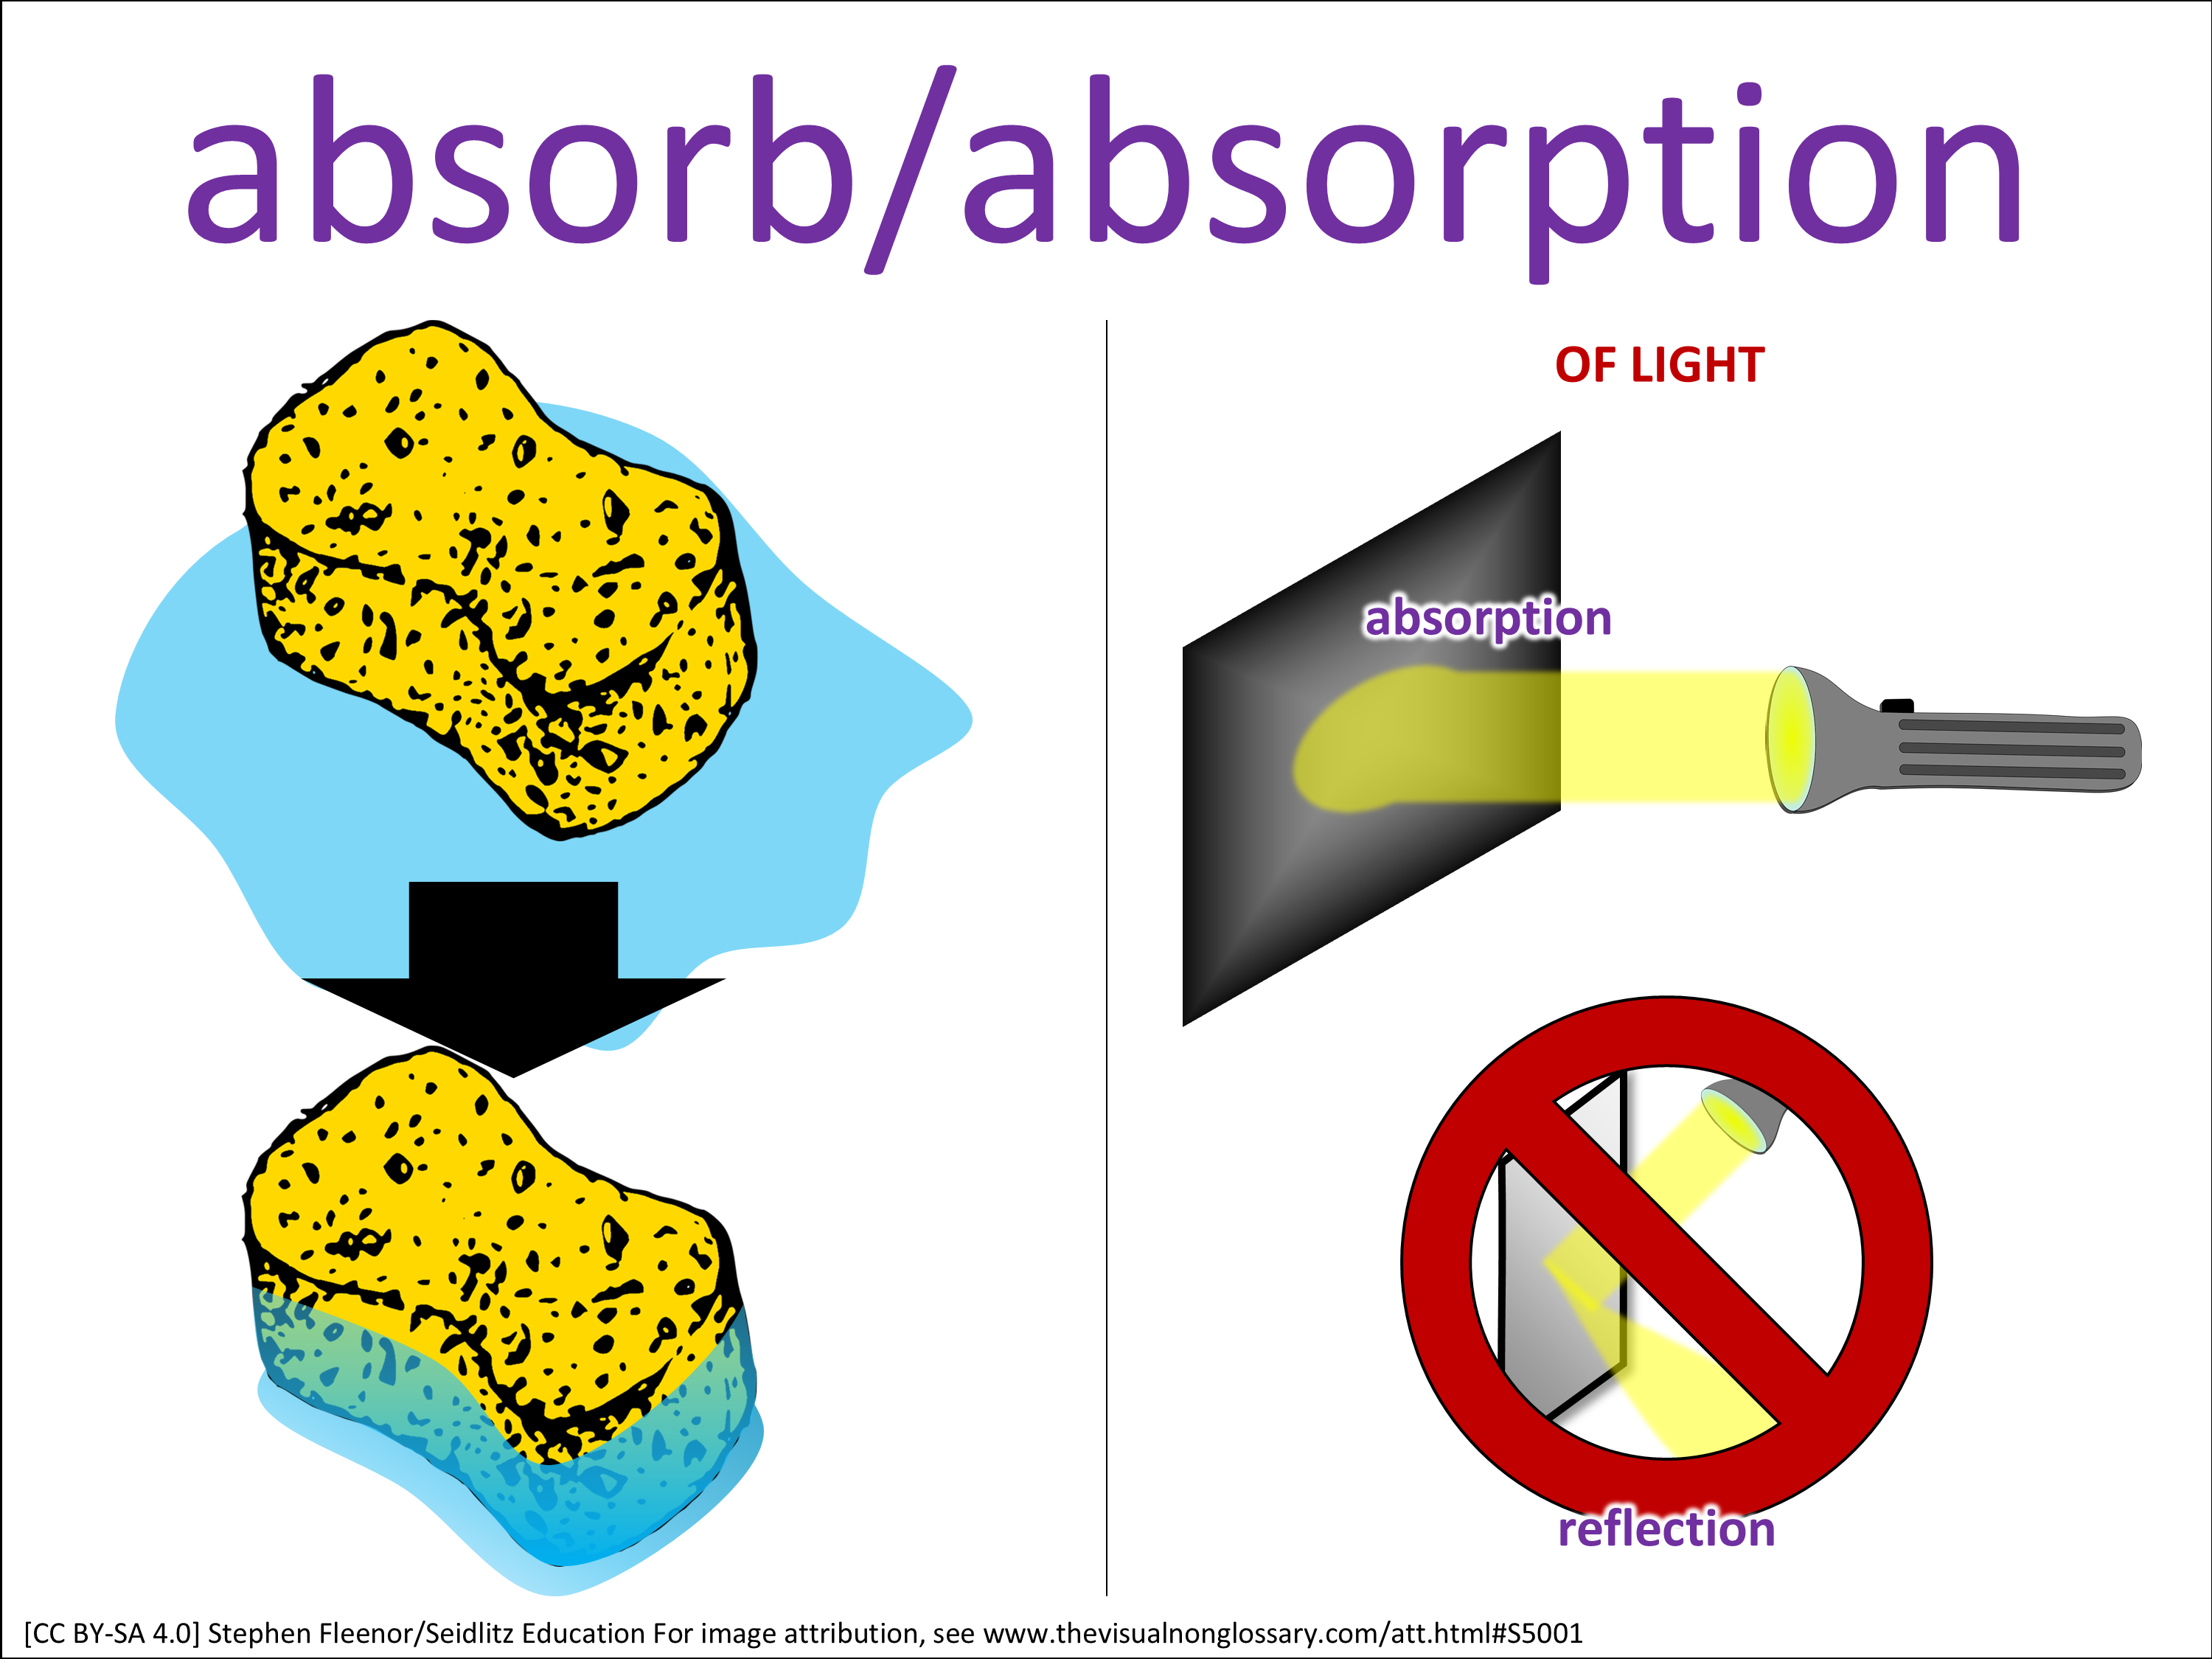 absorb/absorption
OF LIGHT
absorption
reflection
[CC BY-SA 4.0] Stephen Fleenor/Seidlitz Education For image attribution, see www.thevisualnonglossary.com/att.html#S5001